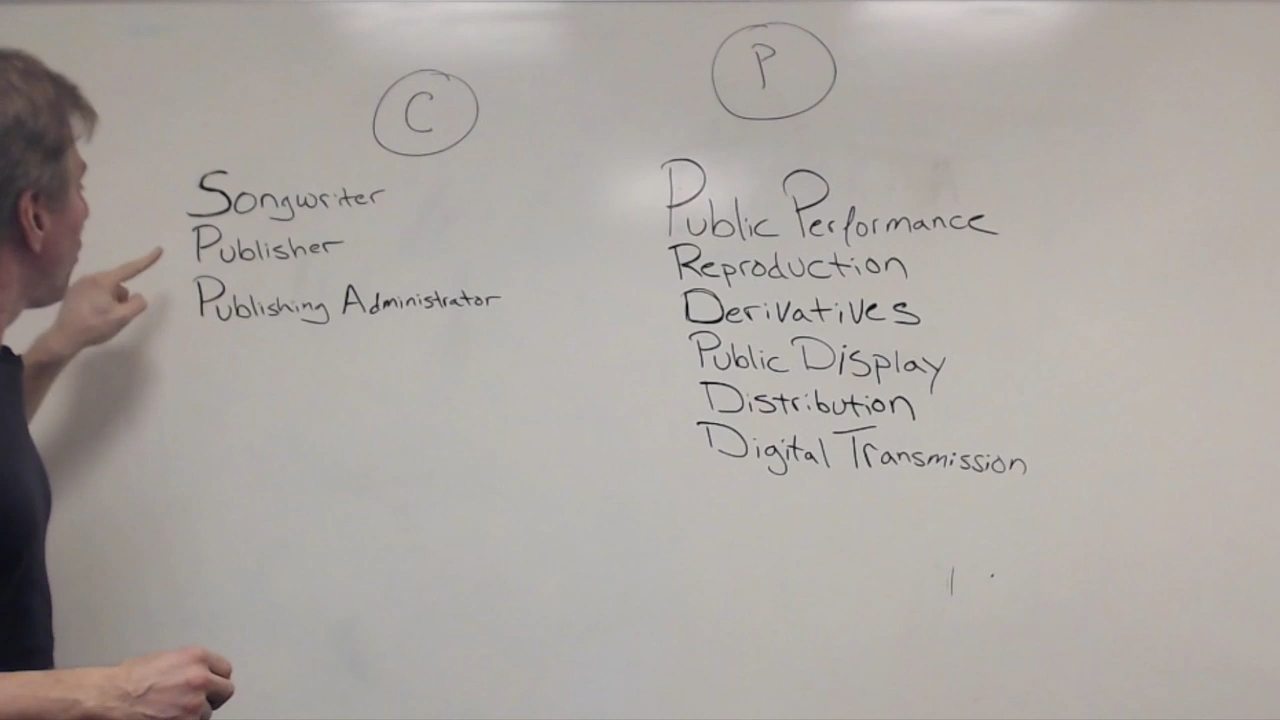 C
Songwriter
Publisher
Publishing Administrator
P
Public Performance
Reproduction
Derivatives
Public Display
Distribution
Digital Transmission